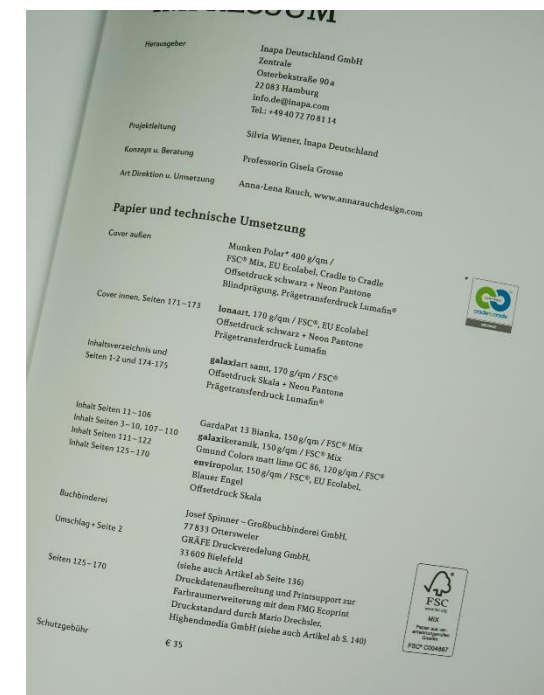 IMPRESSUM
Herausgeber
Inapa Deutschland GmbH
Zentrale
Osterbekstraße 90 a
22 083 Hamburg
info.de@inapa.com
Tel.: +49 40 72 70 81 14
Projektleitung
Silvia Wiener, Inapa Deutschland
Konzept u. Beratung
Professorin Gisela Grosse
Art Direktion u. Umsetzung
Anna-Lena Rauch, www.annarauchdesign.com
Papier und technische Umsetzung
Cover außen
Munken Polar* 400 g/qm /
FSC® Mix, EU Ecolabel, Cradle to Cradle
Offsetdruck schwarz + Neon Pantone
Blindprägung, Prägetransferdruck Lumafin®
Cover innen, Seiten 171–173
lonaart, 170 g/qm / FSC®, EU Ecolabel
Offsetdruck schwarz + Neon Pantone
Prägetransferdruck Lumafin
Inhaltsverzeichnis und
Seiten 1-2 und 174-175
galaxiart samt, 170 g/qm / FSC®
Offsetdruck Skala + Neon Pantone
Prägetransferdruck Lumafin®
Inhalt Seiten 11–106
Inhalt Seiten 3–10, 107–110
Inhalt Seiten 111–122
Inhalt Seiten 125–170
GardaPat 13 Bianka, 150 g/qm / FSC® Mix
galaxikeramik, 150 g/qm / FSC® Mix
Gmund Colors matt lime GC 86, 120 g/qm / FSC®
enviropolar, 150 g/qm / FSC®, EU Ecolabel,
Blauer Engel
Offsetdruck Skala
Buchbinderei
Josef Spinner – Großbuchbinderei GmbH,
77 833 Ottersweier
Umschlag + Seite 2
GRÄFE Druckveredelung GmbH,
33 609 Bielefeld
(siehe auch Artikel ab Seite 136)
Seiten 125–170
Druckdatenaufbereitung und Printsupport zur
Farbraumerweiterung mit dem FMG Ecoprint
Druckstandard durch Mario Drechsler,
Highendmedia GmbH (siehe auch Artikel ab S. 140)
Schutzgebühr
€ 35
*
cradletocradle
FSC
MIX
Papier aus ver-
antwortungsvollen
Quellen
FSC® C004867